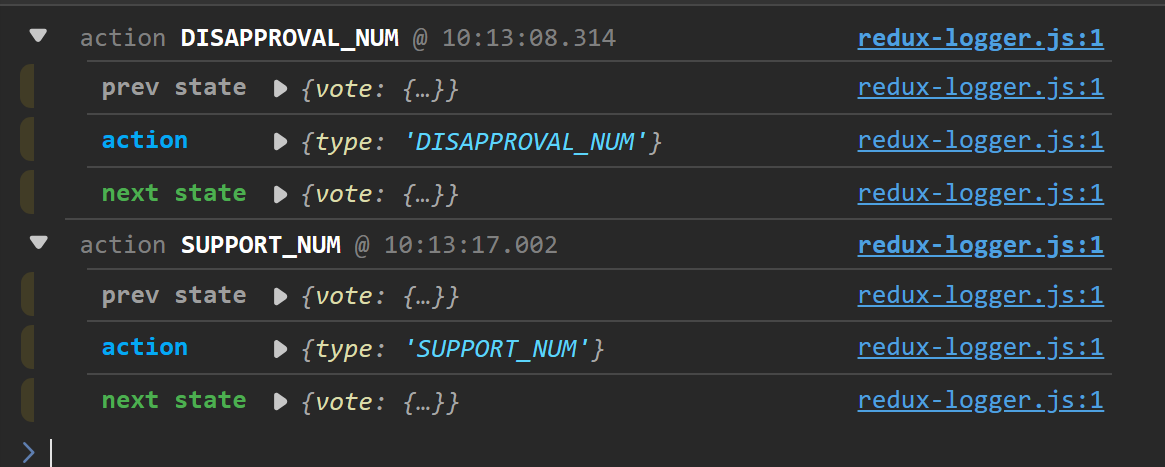 action DISAPPROVAL_NUM @ 10:13:08.314 redux-logger.js:1
prev state ▶ {vote: {…}} redux-logger.js:1
action ▶ {type: 'DISAPPROVAL_NUM'} redux-logger.js:1
next state ▶ {vote: {…}} redux-logger.js:1
action SUPPORT_NUM @ 10:13:17.002 redux-logger.js:1
prev state ▶ {vote: {…}} redux-logger.js:1
action ▶ {type: 'SUPPORT_NUM'} redux-logger.js:1
next state ▶ {vote: {…}} redux-logger.js:1